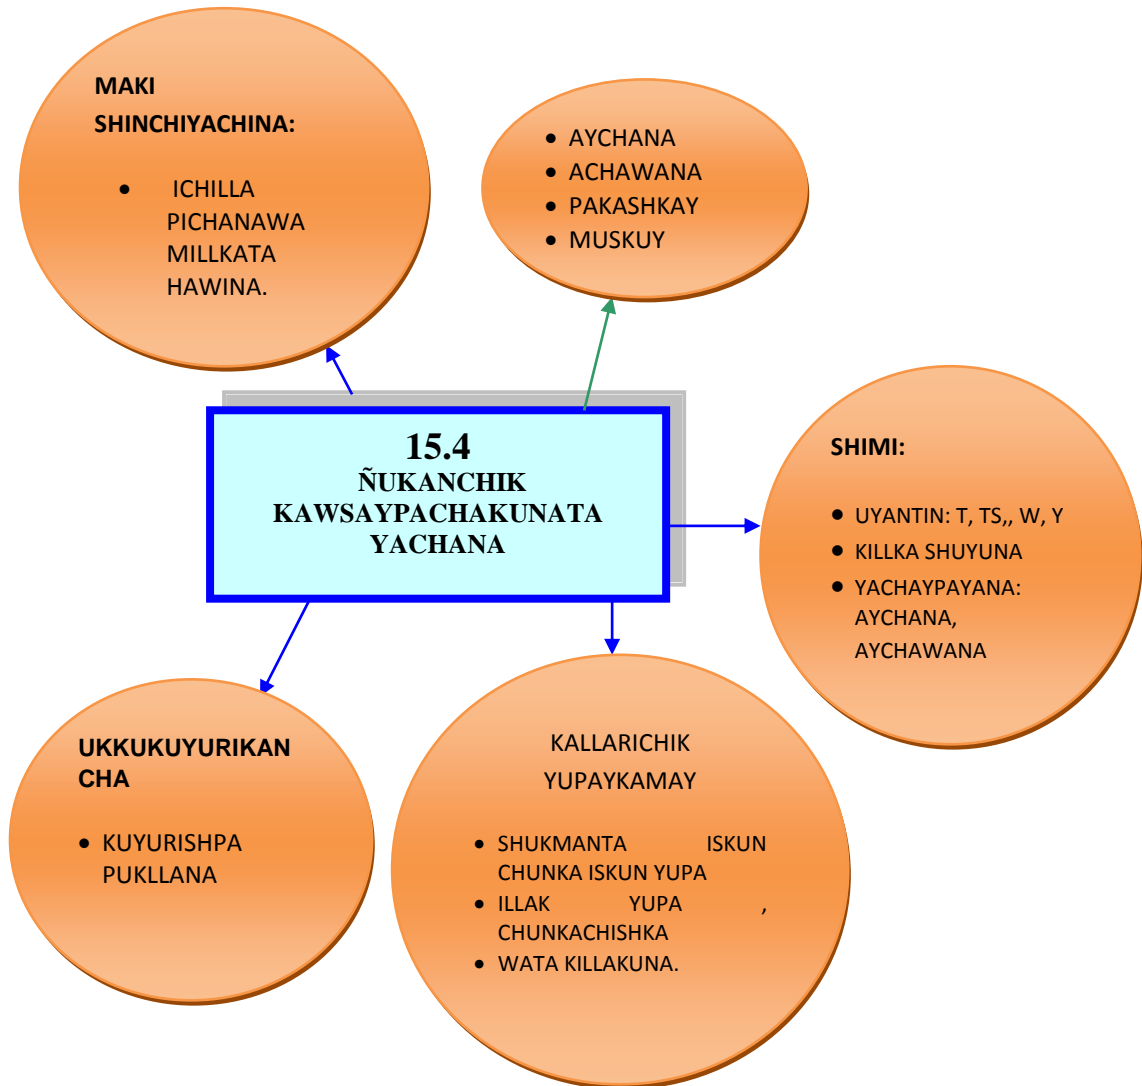 MAKI
SHINCHIYACHINA:
• ICHILLA
PICHANAWA
MILLKATA
HAWINA.
• AYCHANA
• ACHAWANA
• PAKASHKAY
• MUSKUY
15.4
ÑUKANCHIK
KAWSAYPACHAKUNATA
YACHANA
SHIMI:
• UYANTIN: T, TS,, W, Y
• KILLKA SHUYUNA
• YACHAYPAYANA:
AYCHANA,
AYCHAWANA
UKKUKUYURIKAN
CHA
• KUYURISHPA
PUKLLANA
KALLARICHIK
YUPAYKAMAY
• SHUKMANTA ISKUN
CHUNKA ISKUN YUPA
• ILLAK YUPA ,
CHUNKACHISHKA
• WATA KILLAKUNA.